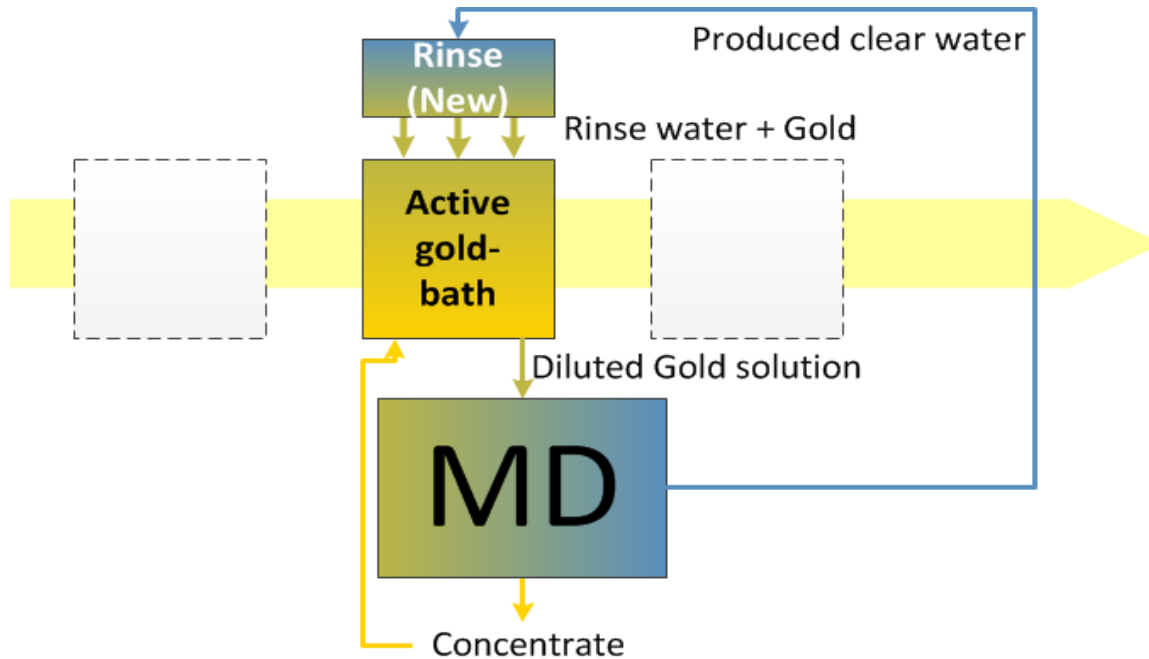 Produced clear water
Rinse
(New)
Rinse water + Gold
Active
gold-
bath
Diluted Gold solution
MD
Concentrate